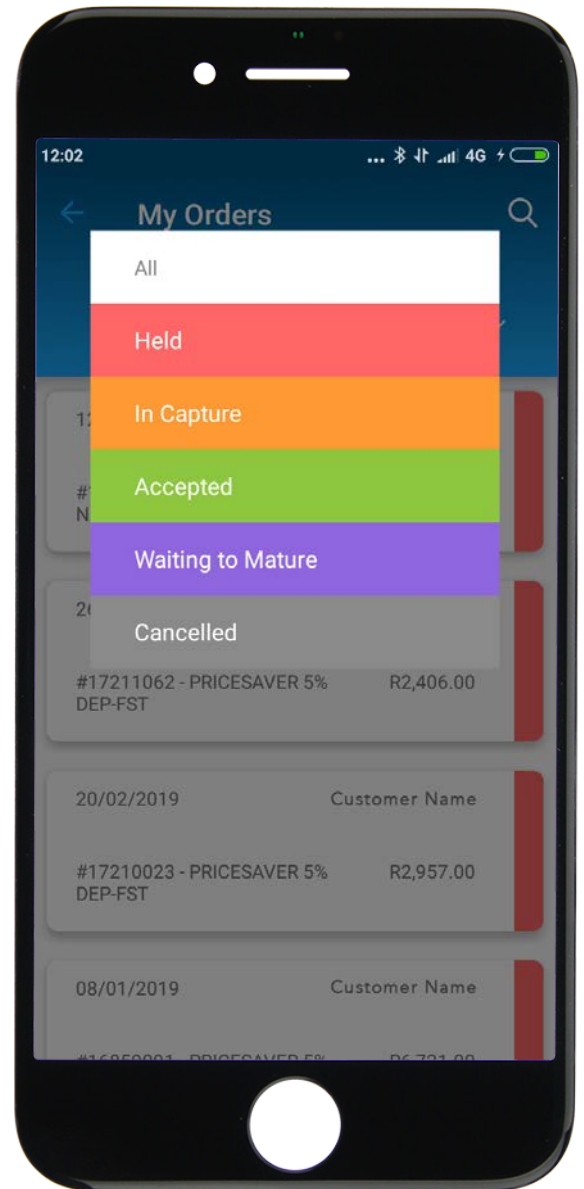 12:02
... 4G
My Orders
All
Held
In Capture
Accepted
Waiting to Mature
Cancelled
#17211062 - PRICESAVER 5%
R2,406.00
DEP-FST
20/02/2019
Customer Name
#17210023 - PRICESAVER 5%
R2,957.00
DEP-FST
08/01/2019
Customer Name